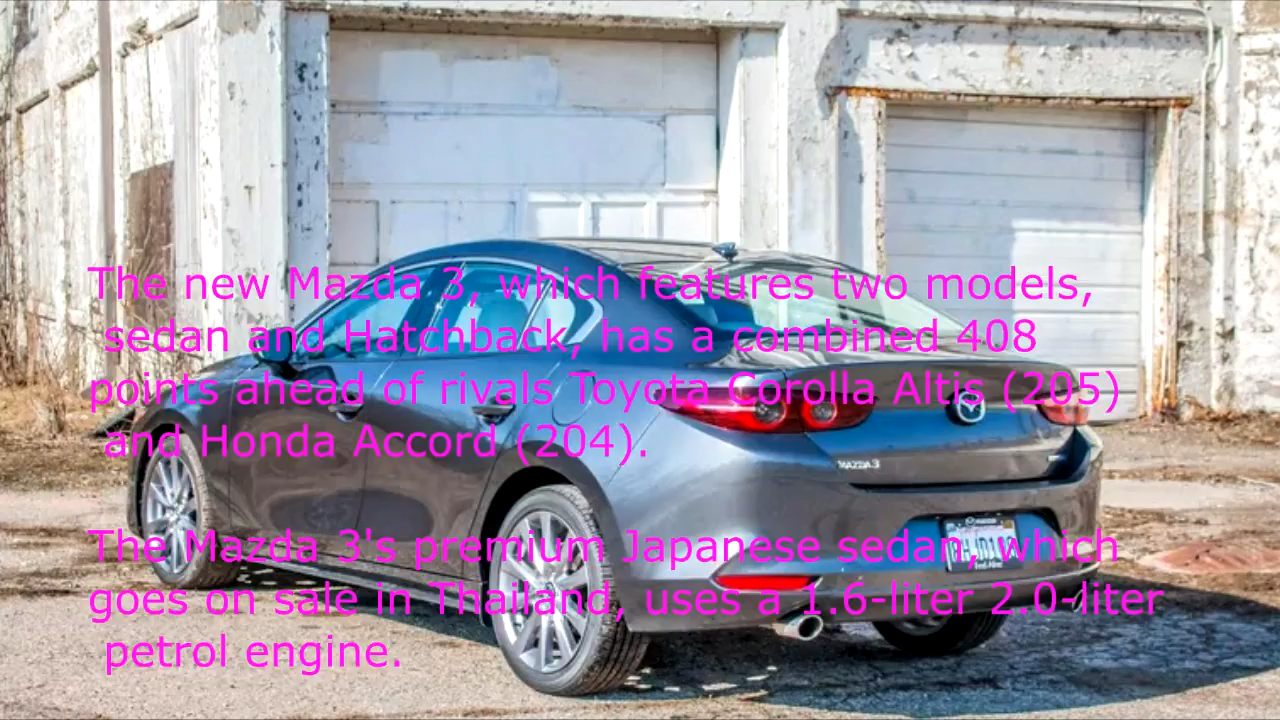 The new Mazda 3, which features two models,
sedan and Hatchback, has a combined 408
points ahead of rivals Toyota Corolla Altis (205)
and Honda Accord (204).
MAZDA3
The Mazda 3's premium Japanese sedan, which
goes on sale in Thailand, uses a 1.6-liter 2.0-liter
petrol engine.